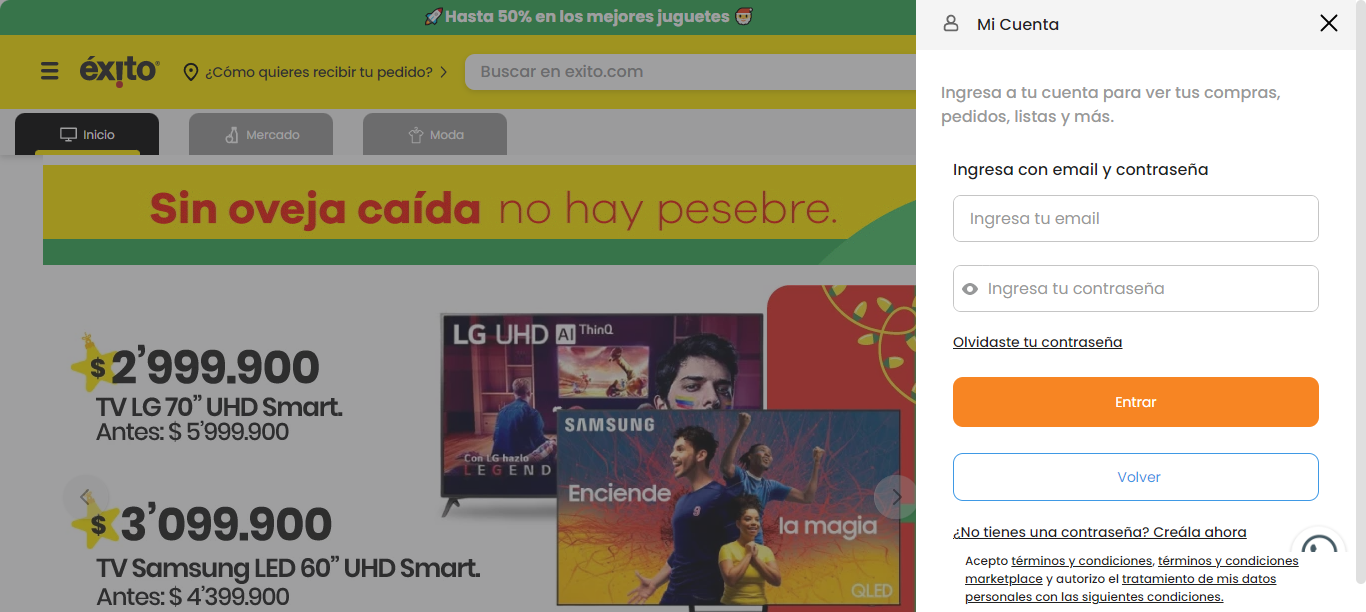 Hasta 50% en los mejores juguetes
éxito
¿Cómo quieres recibir tu pedido?
Buscar en exito.com
Inicio
Mercado
Moda
Sin oveja caída no hay pesebre.
$ 2’999.900
TV LG 70” UHD Smart.
Antes: $ 5’999.900
$ 3’099.900
TV Samsung LED 60” UHD Smart.
Antes: $ 4’399.900
LG UHD AI ThinQ
Con LG hazlo
LEGEND
SAMSUNG
Enciende
la magia
QLED
Mi Cuenta
Ingresa a tu cuenta para ver tus compras,
pedidos, listas y más.
Ingresa con email y contraseña
Ingresa tu email
Ingresa tu contraseña
Olvidaste tu contraseña
Entrar
Volver
¿No tienes una contraseña? Creála ahora
Acepto términos y condiciones, términos y condiciones
marketplace y autorizo el tratamiento de mis datos
personales con las siguientes condiciones.